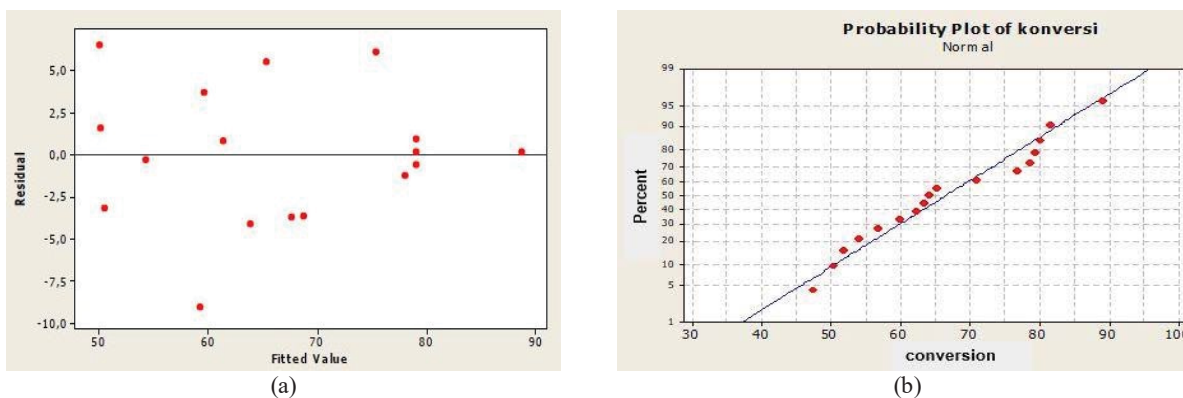 5,0
2,5
0,0
-2,5
-5,0
-7,5
-10,0
Residual
50 60 70 80 90
Fitted Value
(a)
Probability Plot of konversi
Normal
99
95
90
80
70
60
50
40
30
20
10
5
1
Percent
30 40 50 60 70 80 90 100
conversion
(b)